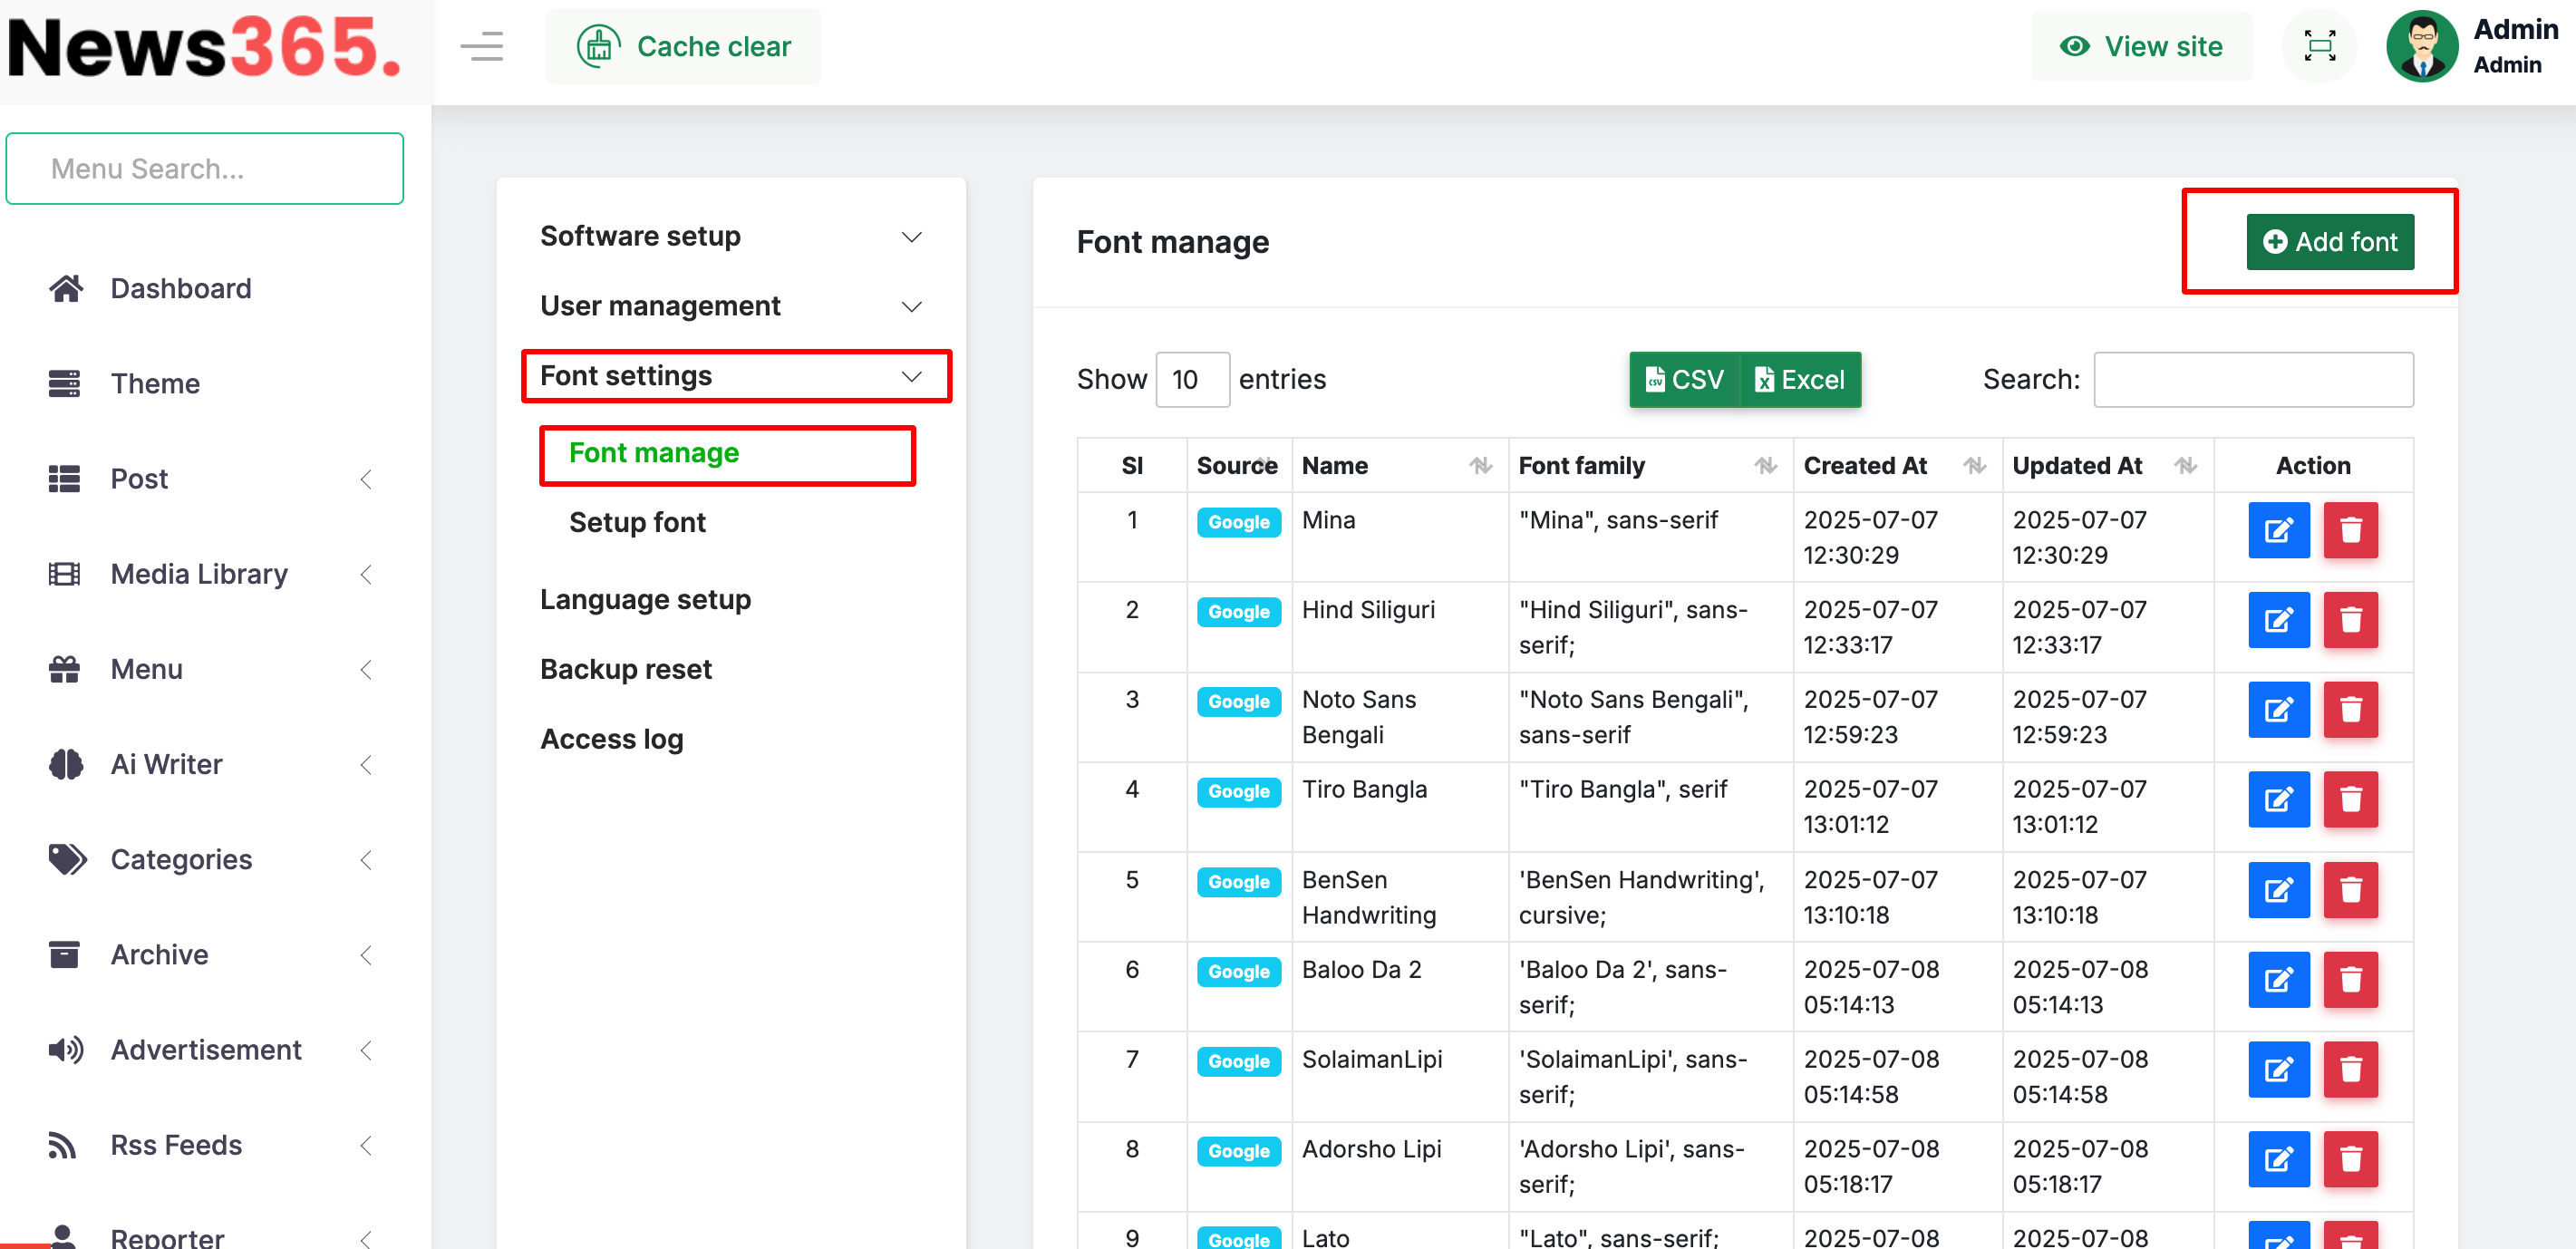 News365.
Cache clear
View site
Admin
Admin
Menu Search...
Dashboard
Theme
Post
Media Library
Menu
Ai Writer
Categories
Archive
Advertisement
Rss Feeds
Reporter
Software setup
User management
Font settings
Font manage
Setup font
Language setup
Backup reset
Access log
Font manage
Add font
Show 10 entries
CSV Excel
Search:
Sl Source Name Font family Created At Updated At Action
1 Google Mina "Mina", sans-serif 2025-07-07 2025-07-07
12:30:29 12:30:29
2 Google Hind Siliguri "Hind Siliguri", sans- 2025-07-07 2025-07-07
serif; 12:33:17 12:33:17
3 Google Noto Sans "Noto Sans Bengali", 2025-07-07 2025-07-07
Bengali sans-serif 12:59:23 12:59:23
4 Google Tiro Bangla "Tiro Bangla", serif 2025-07-07 2025-07-07
13:01:12 13:01:12
5 Google BenSen 'BenSen Handwriting', 2025-07-07 2025-07-07
Handwriting cursive; 13:10:18 13:10:18
6 Google Baloo Da 2 'Baloo Da 2', sans- 2025-07-08 2025-07-08
serif; 05:14:13 05:14:13
7 Google SolaimanLipi 'SolaimanLipi', sans- 2025-07-08 2025-07-08
serif; 05:14:58 05:14:58
8 Google Adorsho Lipi 'Adorsho Lipi', sans- 2025-07-08 2025-07-08
serif; 05:18:17 05:18:17
9 Google Lato "Lato", sans-serif; 2025-07-08 2025-07-08